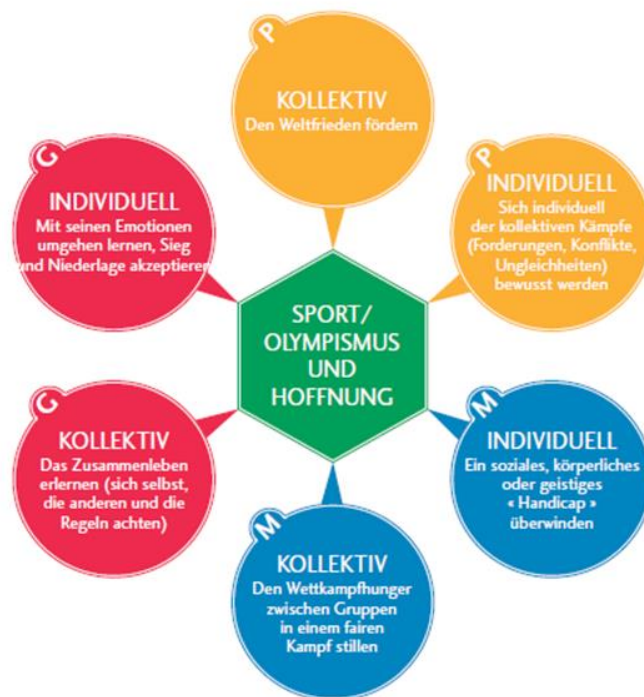 P
KOLLEKTIV
Den Weltfrieden fördern
G
INDIVIDUELL
Mit seinen Emotionen
umgehen lernen, Sieg
und Niederlage akzeptieren
P
INDIVIDUELL
Sich individuell
der kollektiven Kämpfe
(Forderungen, Konflikte,
Ungleichheiten)
bewusst werden
SPORT/
OLYMPISMUS
UND
HOFFNUNG
G
KOLLEKTIV
Das Zusammenleben
erlernen (sich selbst,
die anderen und die
Regeln achten)
M
INDIVIDUELL
Ein soziales, körperliches
oder geistiges
« Handicap »
überwinden
M
KOLLEKTIV
Den Wettkampfhunger
zwischen Gruppen
in einem fairen
Kampf stillen